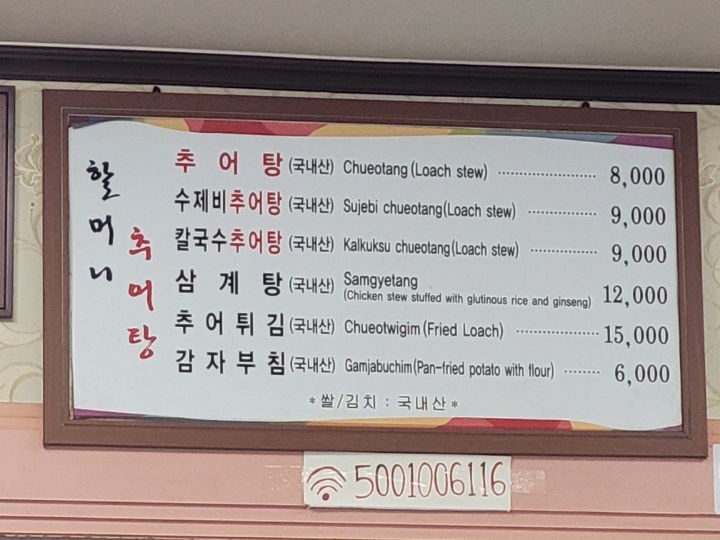 할머니
추어탕
추어탕 (국내산) Chueotang (Loach stew) 8,000
수제비추어탕 (국내산) Sujebi chueotang(Loach stew) 9,000
칼국수추어탕 (국내산) Kalkuksu chueotang(Loach stew) 9,000
삼계탕 (국내산) Samgyetang
(Chicken stew stuffed with glutinous rice and ginseng) 12,000
추어튀김 (국내산) Chueotwigim (Fried Loach) 15,000
감자부침 (국내산) Gamjabuchim(Pan-fried potato with flour) 6,000
*쌀/김치 : 국내산*
5001006116